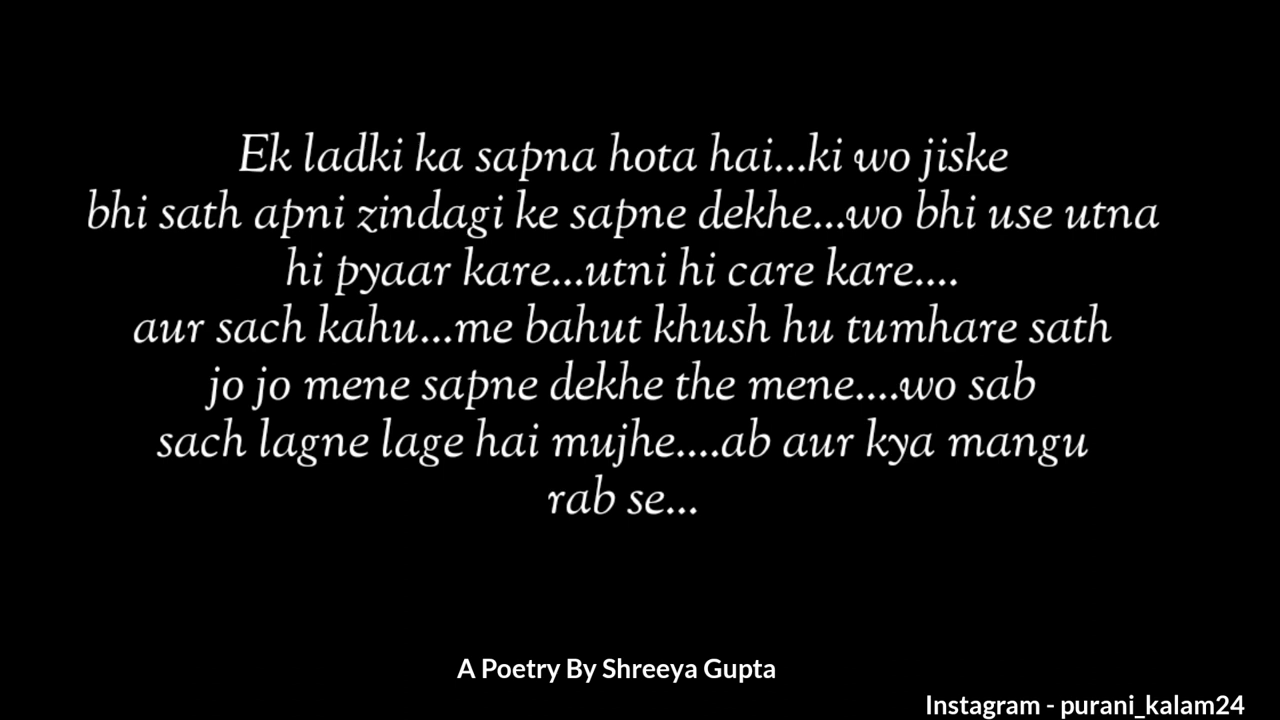 Ek ladki ka sapna hota hai...ki wo jiske
bhi sath apni zindagi ke sapne dekhe...wo bhi use utna
hi pyaar kare...utni hi care kare....
aur sach kahu...me bahut khush hu tumhare sath
jo jo mene sapne dekhe the mene....wo sab
sach lagne lage hai mujhe....ab aur kya mangu
rab se...
A Poetry By Shreeya Gupta
Instagram - purani_kalam24